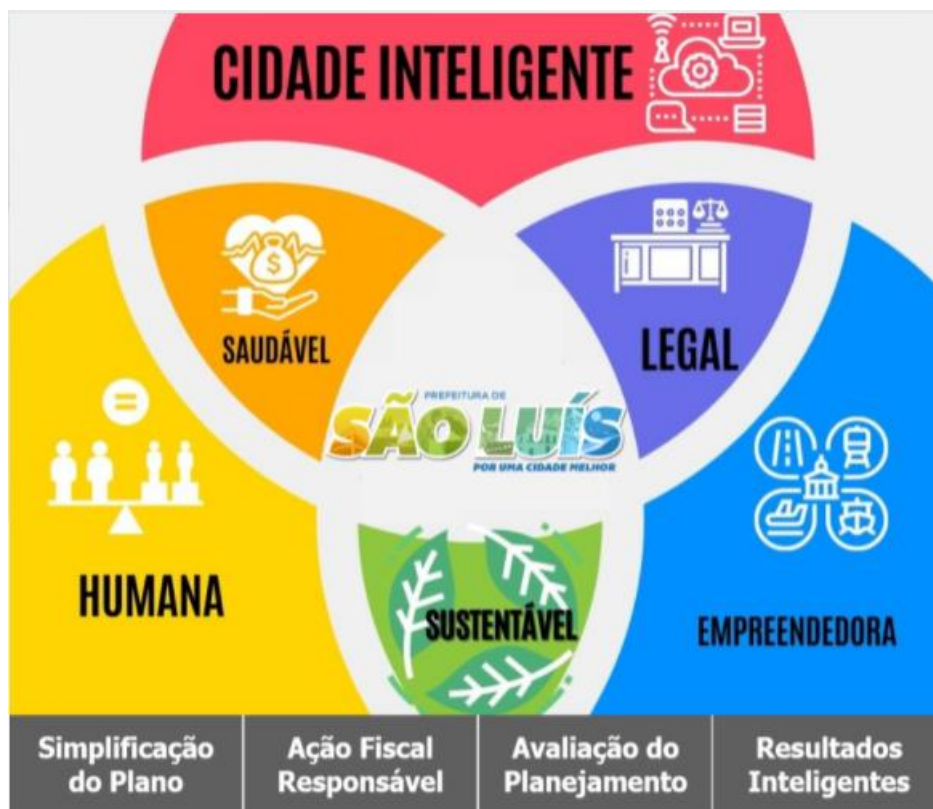 CIDADE INTELIGENTE
SAUDÁVEL
LEGAL
PREFEITURA DE
SÃO LUÍS
POR UMA CIDADE MELHOR
HUMANA
SUSTENTÁVEL
EMPREENDEDORA
Simplificação
do Plano
Ação Fiscal
Responsável
Avaliação do
Planejamento
Resultados
Inteligentes